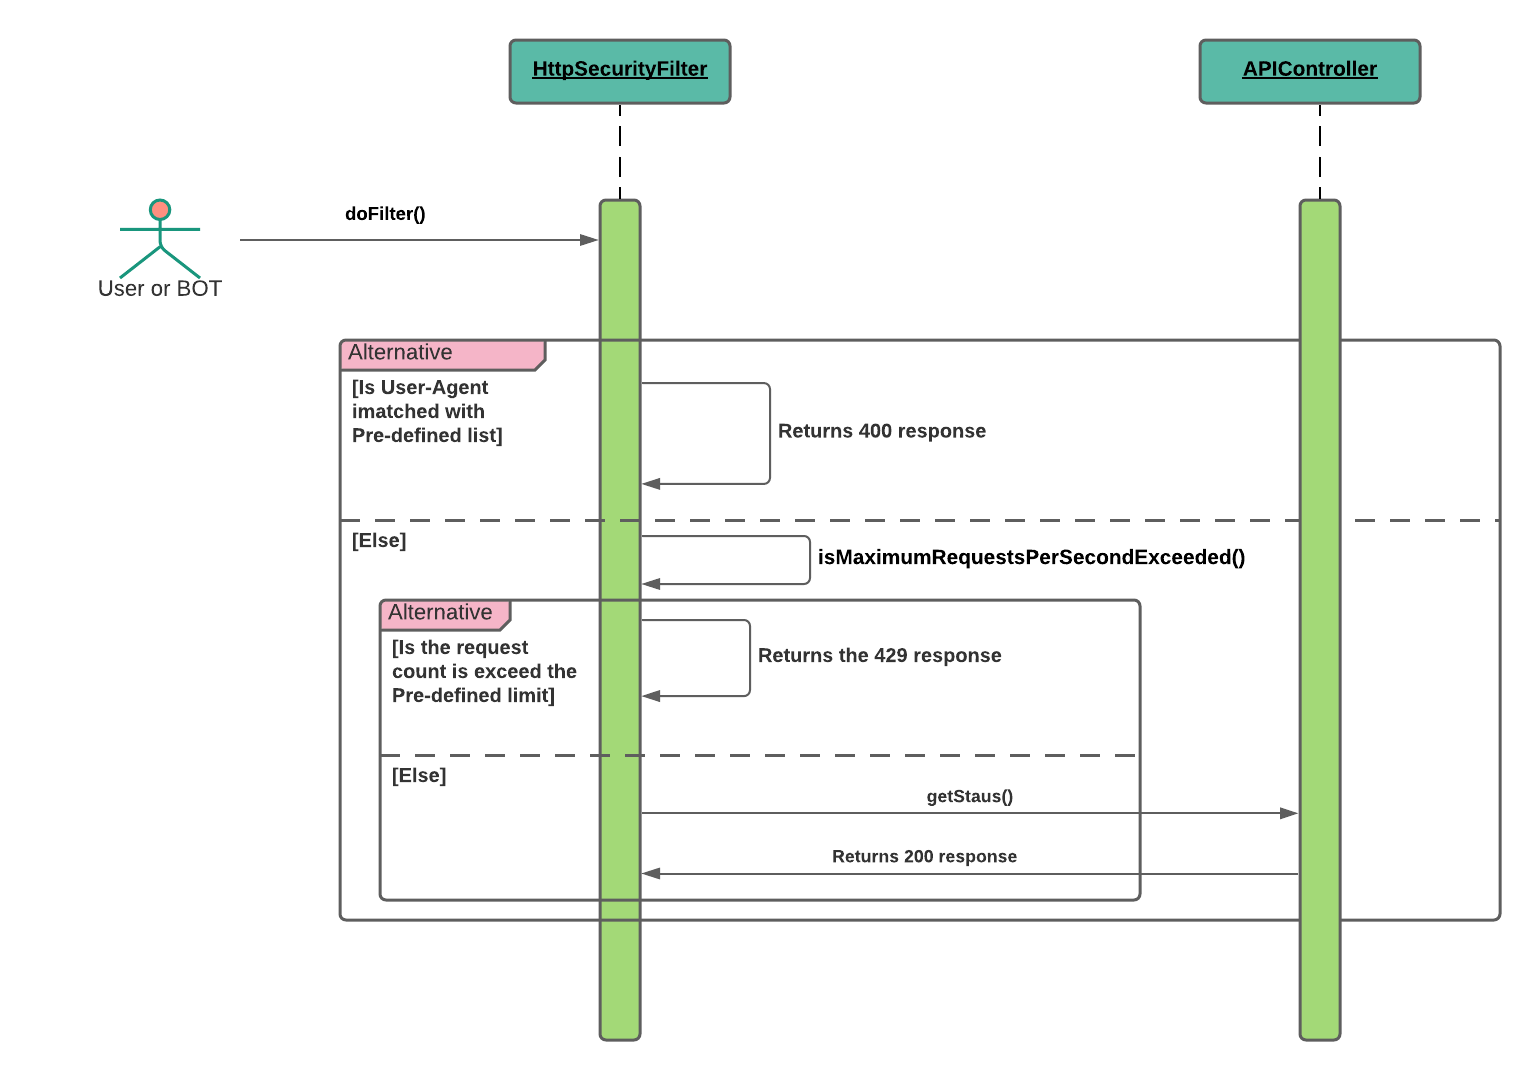 HttpSecurityFilter
APIController
doFilter()
User or BOT
Alternative
[Is User-Agent
imatched with
Pre-defined list]
Returns 400 response
[Else]
isMaximumRequestsPerSecondExceeded()
Alternative
[Is the request
count is exceed the
Pre-defined limit]
Returns the 429 response
[Else]
getStaus()
Returns 200 response